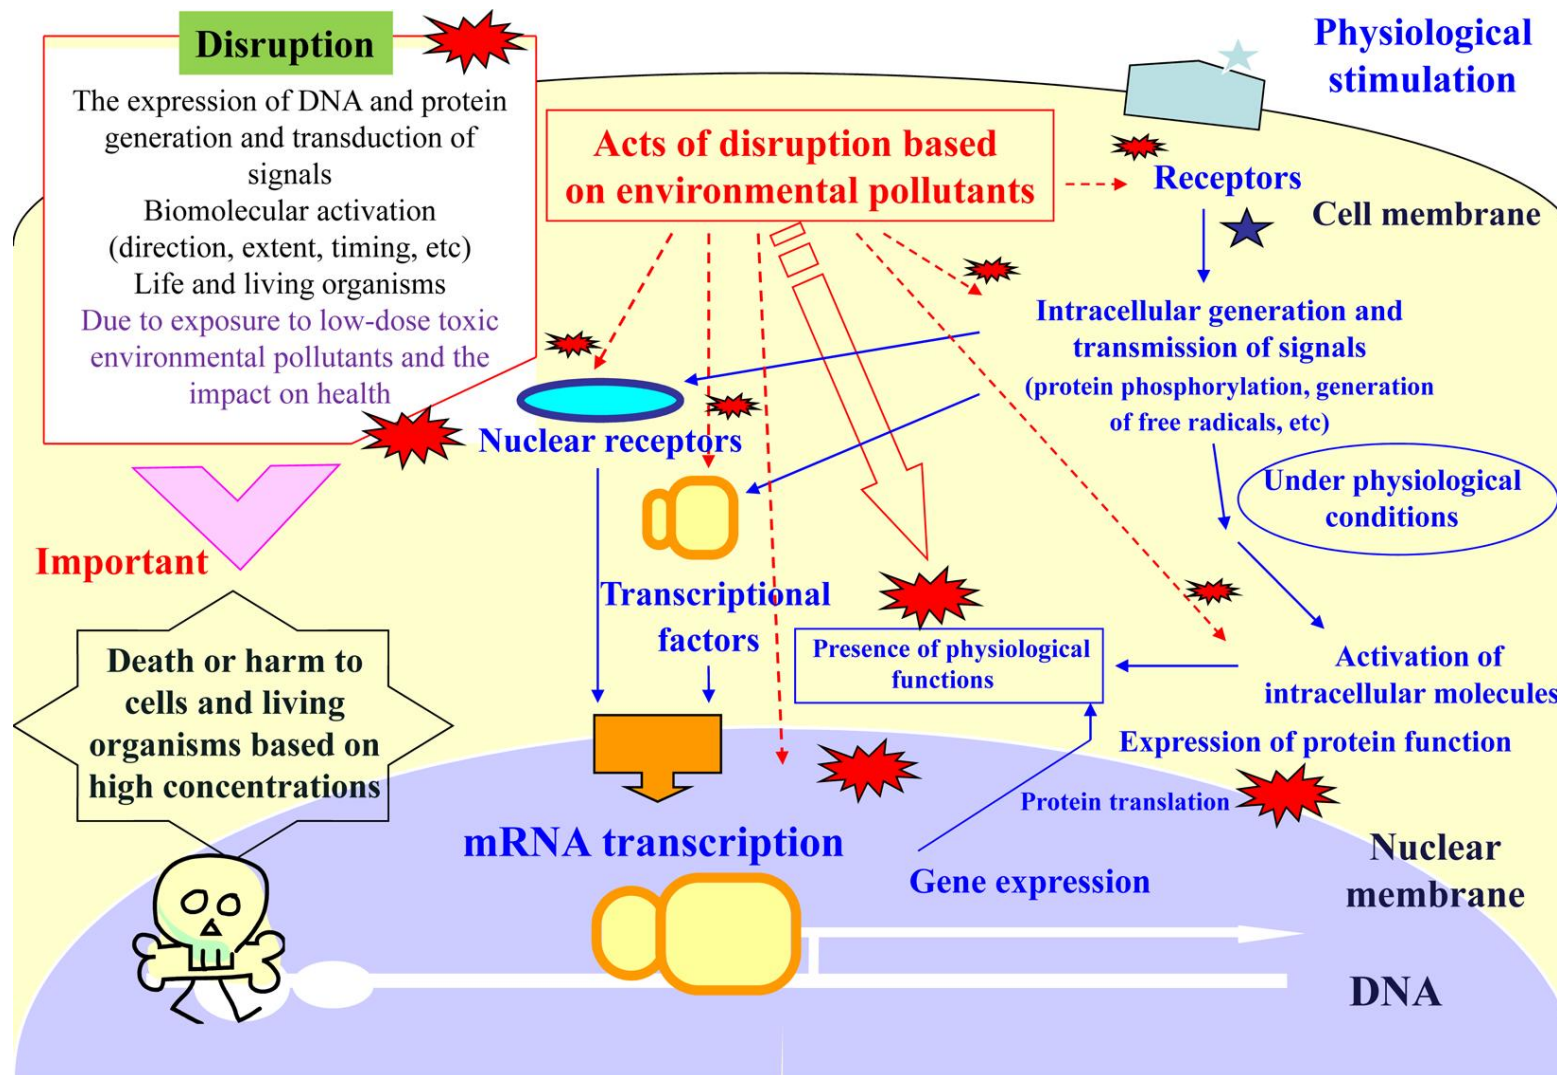 Disruption
The expression of DNA and protein
generation and transduction of
signals
Biomolecular activation
(direction, extent, timing, etc)
Life and living organisms
Due to exposure to low-dose toxic
environmental pollutants and the
impact on health
Important
Death or harm to
cells and living
organisms based on
high concentrations
Acts of disruption based
on environmental pollutants
Physiological
stimulation
Receptors
Cell membrane
Intracellular generation and
transmission of signals
(protein phosphorylation, generation
of free radicals, etc)
Under physiological
conditions
Nuclear receptors
Transcriptional
factors
Presence of physiological
functions
Activation of
intracellular molecules
Expression of protein function
Protein translation
mRNA transcription
Gene expression
Nuclear
membrane
DNA